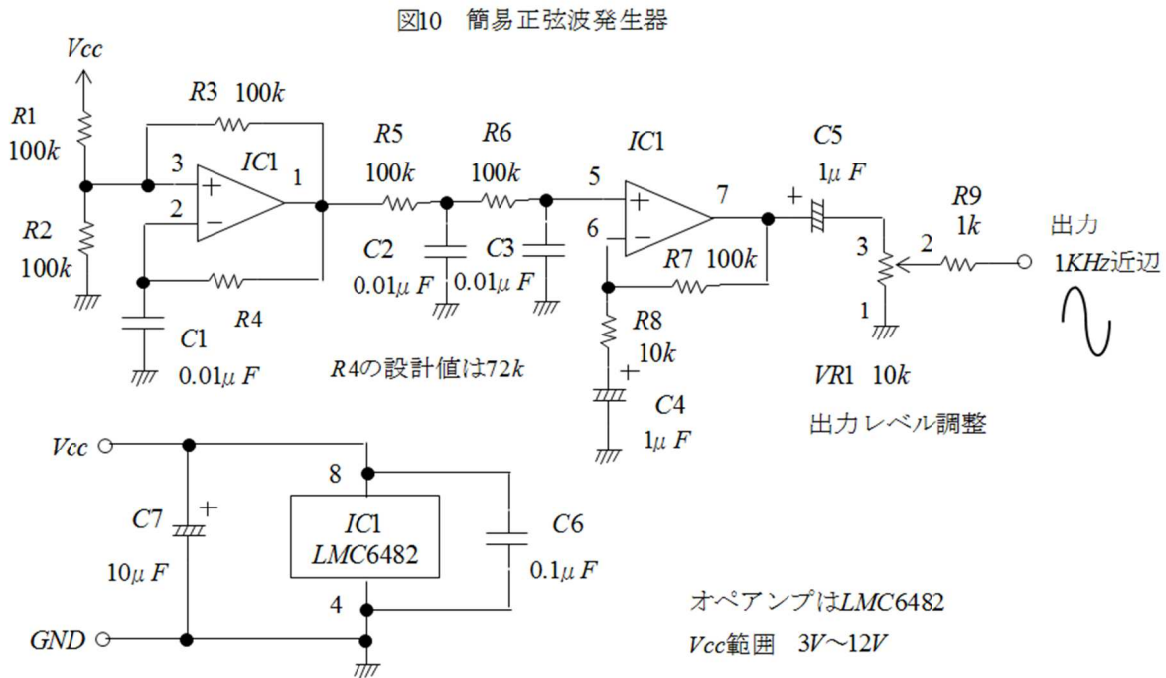 図10 簡易正弦波発生器
Vcc
R1
100k
R2
100k
R3 100k
3
2
+
−
IC1
1
C1
0.01μF
R4
R4の設計値は72k
R5
100k
C2
0.01μF
R6
100k
C3
0.01μF
5
6
+
−
IC1
7
R7 100k
R8
10k
+
C4
1μF
C5
+
1μF
3
2
1
R9
1k
VR1 10k
出力レベル調整
出力
1KHz近辺
Vcc
C7
+
10μF
GND
8
IC1
LMC6482
4
C6
0.1μF
オペアンプはLMC6482
Vcc範囲 3V～12V